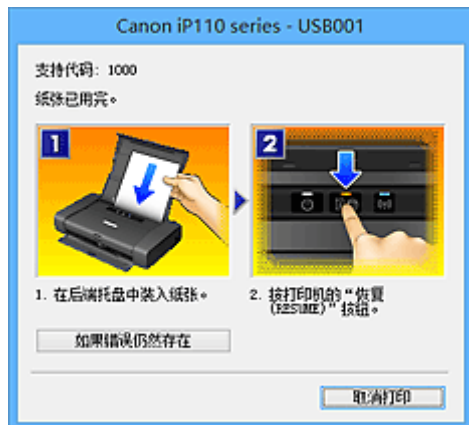 Canon iP110 series - USB001
支持代码: 1000
纸张已用完。
1
2
1. 在后端托盘中装入纸张。
2. 按打印机的“恢复
(RESUME)”按钮。
如果错误仍然存在
取消打印